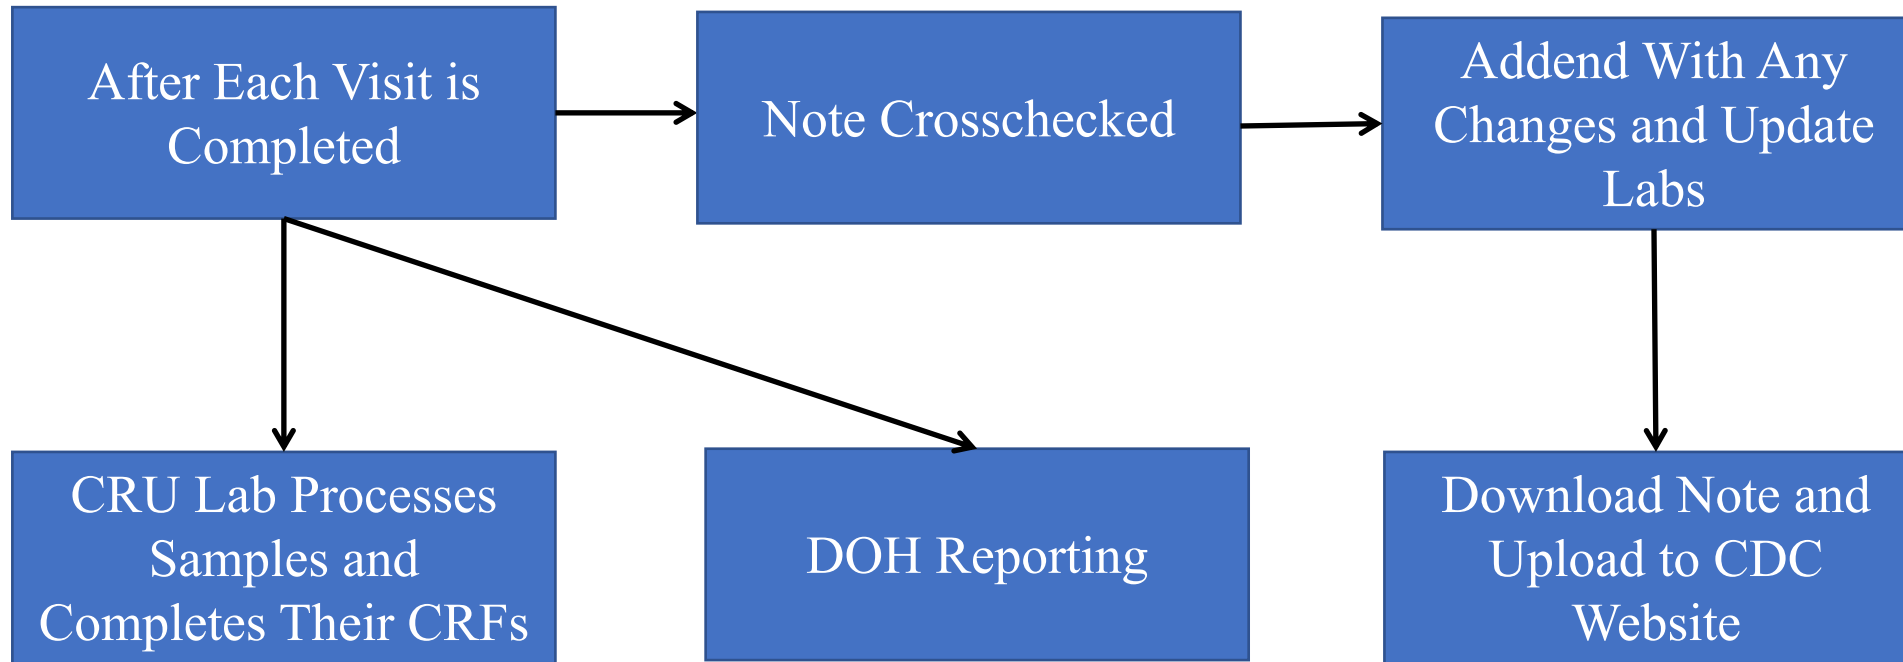 After Each Visit is
Completed
Note Crosschecked
Addend With Any
Changes and Update
Labs
CRU Lab Processes
Samples and
Completes Their CRFs
DOH Reporting
Download Note and
Upload to CDC
Website